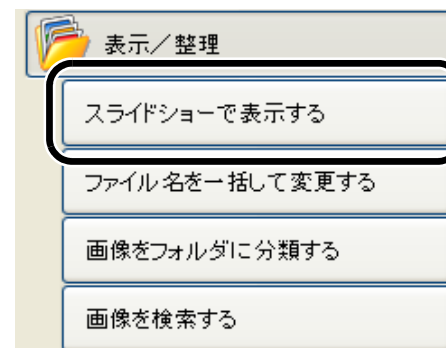 表示／整理
スライドショーで表示する
ファイル名を一括して変更する
画像をフォルダに分類する
画像を検索する